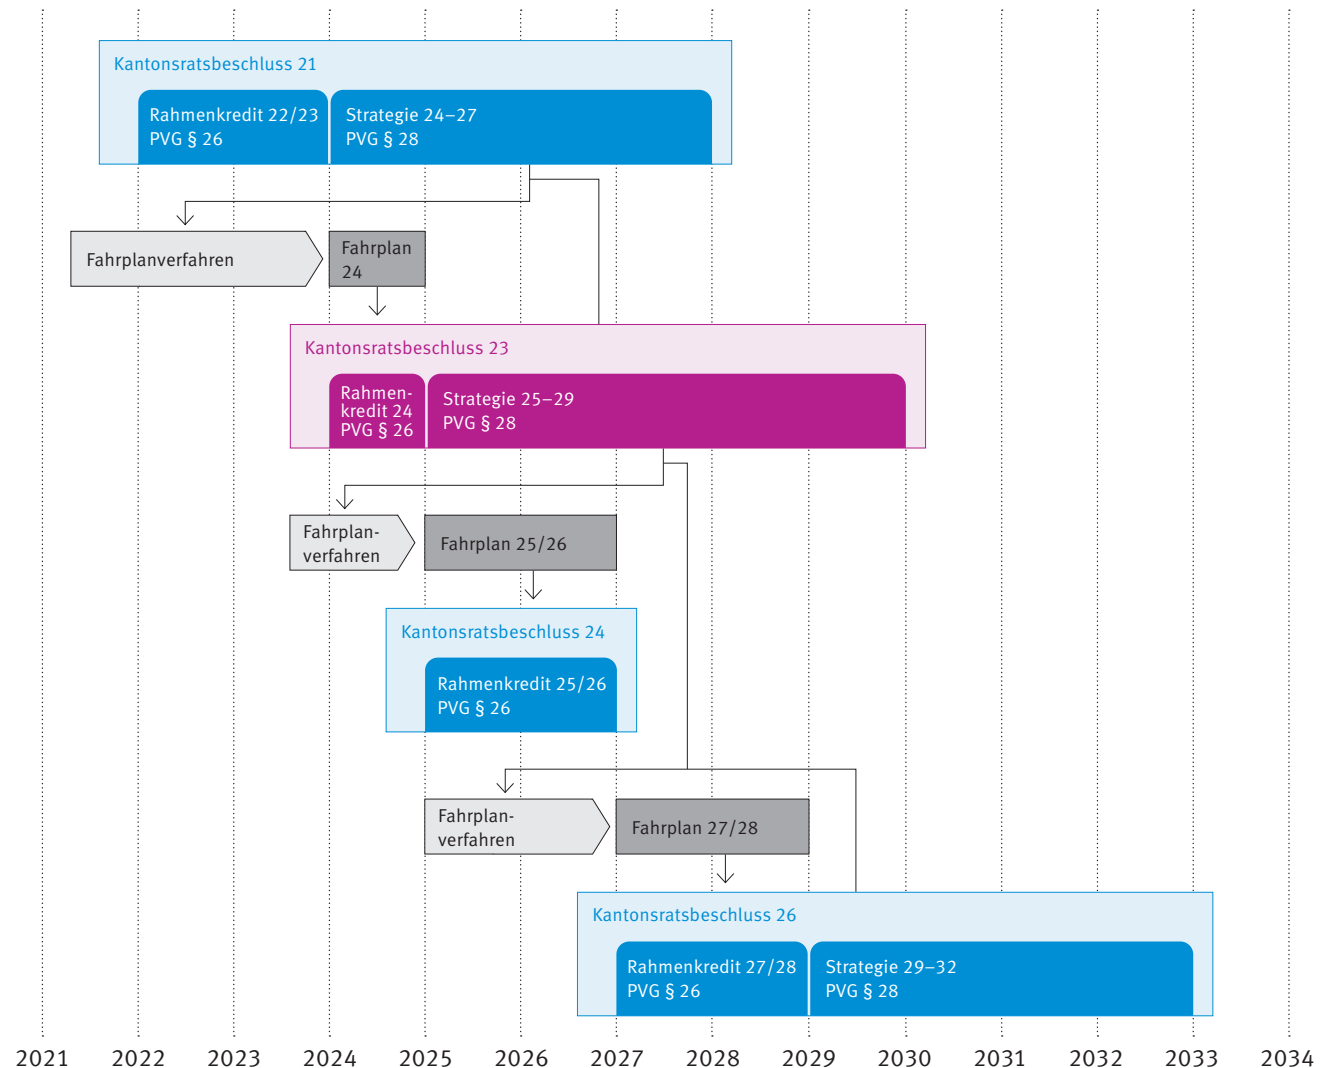 Kantonsratsbeschluss 21
Rahmenkredit 22/23
PVG § 26
Strategie 24–27
PVG § 28
Fahrplanverfahren
Fahrplan
24
Kantonsratsbeschluss 23
Rahmen-
kredit 24
PVG § 26
Strategie 25–29
PVG § 28
Fahrplan-
verfahren
Fahrplan 25/26
Kantonsratsbeschluss 24
Rahmenkredit 25/26
PVG § 26
Fahrplan-
verfahren
Fahrplan 27/28
Kantonsratsbeschluss 26
Rahmenkredit 27/28
PVG § 26
Strategie 29–32
PVG § 28
2021 2022 2023 2024 2025 2026 2027 2028 2029 2030 2031 2032 2033 2034